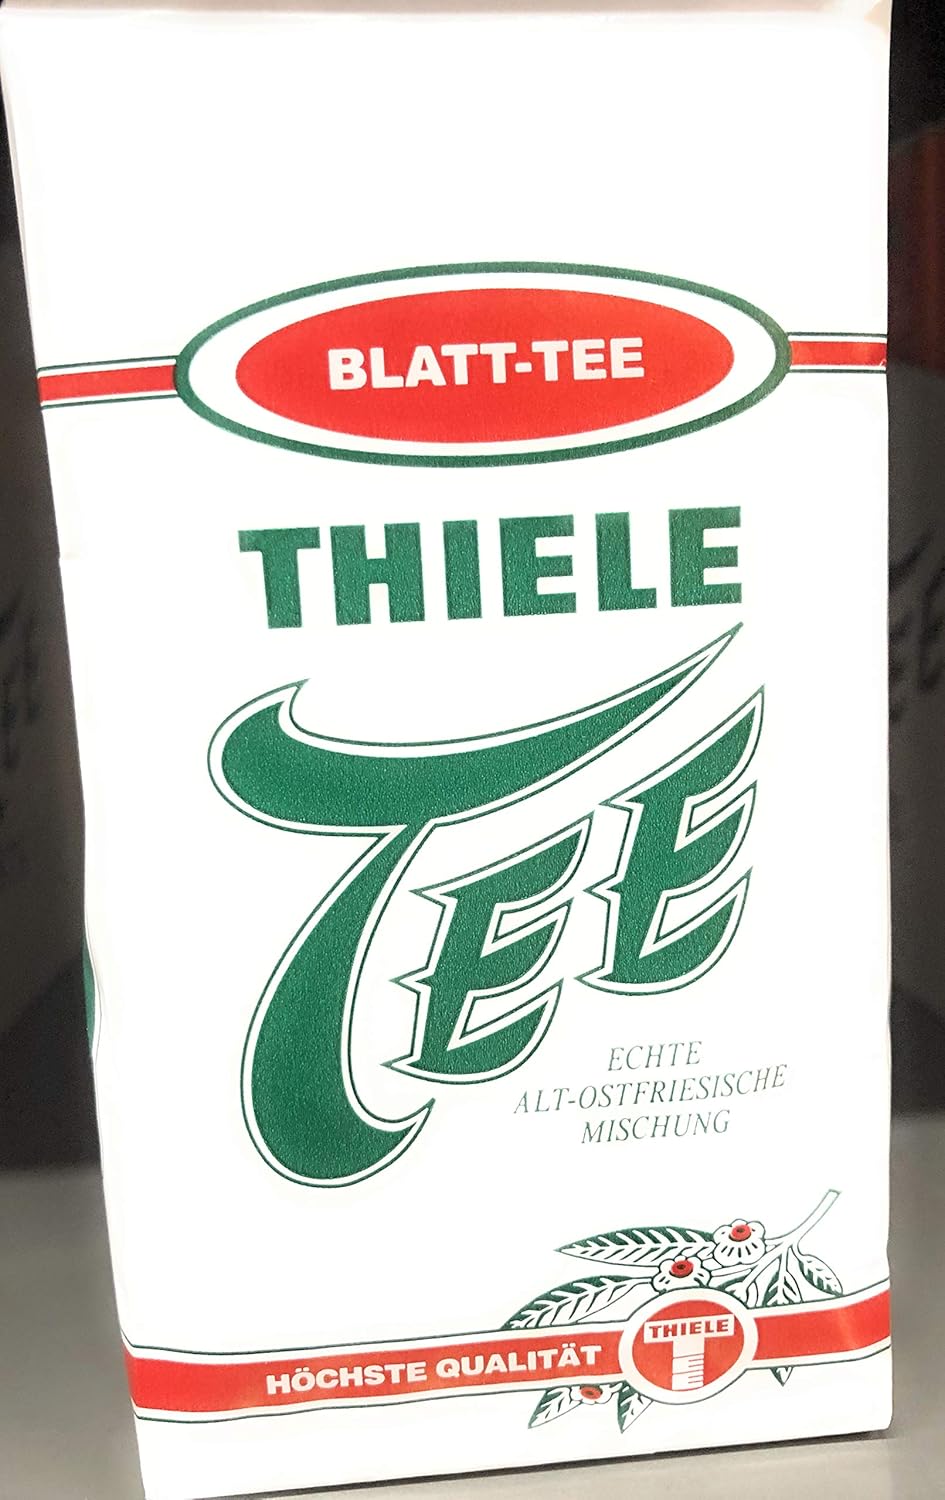 BLATT-TEE
THIELE
TEE
ECHTE
ALT-OSTFRIESISCHE
MISCHUNG
HÖCHSTE QUALITÄT
THIELE
TEE